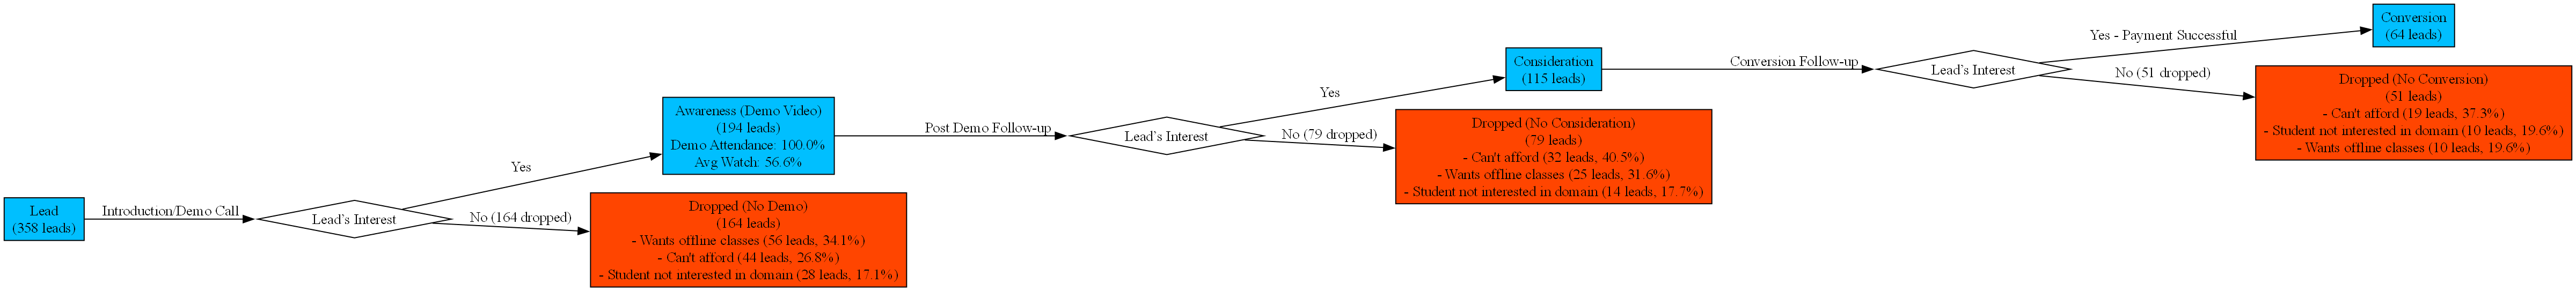 Lead
(358 leads)
Introduction/Demo Call
Lead's Interest
Yes
No (164 dropped)
Awareness (Demo Video)
(194 leads)
Demo Attendance: 100.0%
Avg Watch: 56.6%
Dropped (No Demo)
(164 leads)
- Wants offline classes (56 leads, 34.1%)
- Can't afford (44 leads, 26.8%)
- Student not interested in domain (28 leads, 17.1%)
Post Demo Follow-up
Lead's Interest
Yes
No (79 dropped)
Consideration
(115 leads)
Dropped (No Consideration)
(79 leads)
- Can't afford (32 leads, 40.5%)
- Wants offline classes (25 leads, 31.6%)
- Student not interested in domain (14 leads, 17.7%)
Conversion Follow-up
Lead's Interest
Yes - Payment Successful
No (51 dropped)
Conversion
(64 leads)
Dropped (No Conversion)
(51 leads)
- Can't afford (19 leads, 37.3%)
- Student not interested in domain (10 leads, 19.6%)
- Wants offline classes (10 leads, 19.6%)